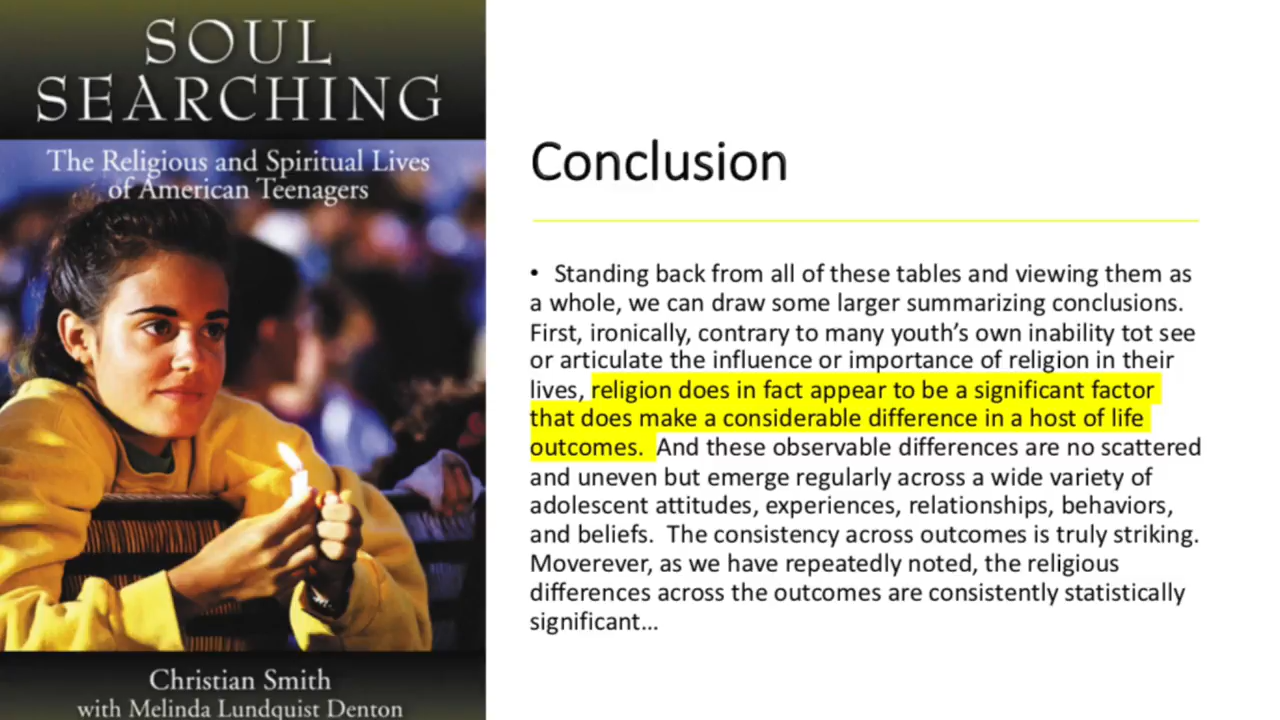 SOUL
SEARCHING
The Religious and Spiritual Lives
of American Teenagers
Christian Smith
with Melinda Lundquist Denton
Conclusion
• Standing back from all of these tables and viewing them as
a whole, we can draw some larger summarizing conclusions.
First, ironically, contrary to many youth’s own inability tot see
or articulate the influence or importance of religion in their
lives, religion does in fact appear to be a significant factor
that does make a considerable difference in a host of life
outcomes. And these observable differences are no scattered
and uneven but emerge regularly across a wide variety of
adolescent attitudes, experiences, relationships, behaviors,
and beliefs. The consistency across outcomes is truly striking.
Moverever, as we have repeatedly noted, the religious
differences across the outcomes are consistently statistically
significant…